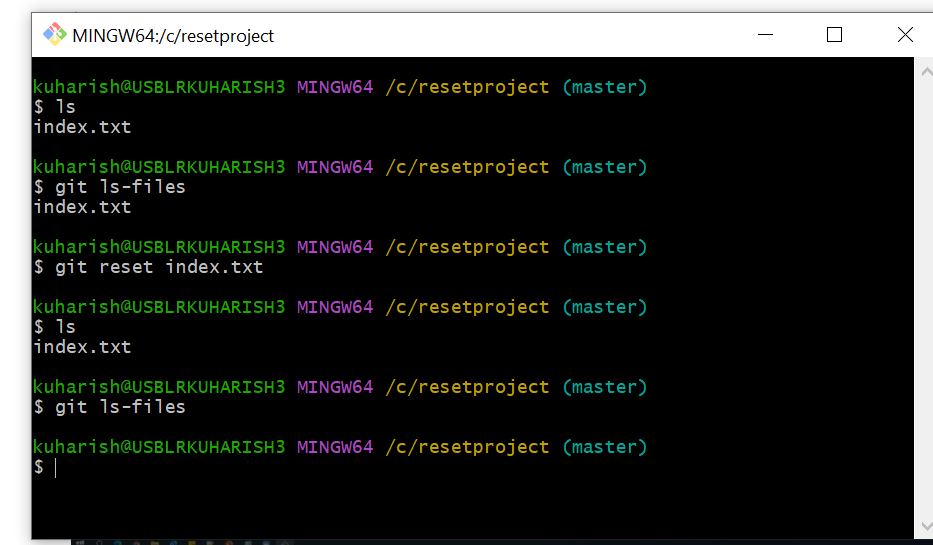 MINGW64:/c/resetproject
kuharish@USBLRKUHARISH3 MINGW64 /c/resetproject (master)
$ ls
index.txt
kuharish@USBLRKUHARISH3 MINGW64 /c/resetproject (master)
$ git ls-files
index.txt
kuharish@USBLRKUHARISH3 MINGW64 /c/resetproject (master)
$ git reset index.txt
kuharish@USBLRKUHARISH3 MINGW64 /c/resetproject (master)
$ ls
index.txt
kuharish@USBLRKUHARISH3 MINGW64 /c/resetproject (master)
$ git ls-files
kuharish@USBLRKUHARISH3 MINGW64 /c/resetproject (master)
$